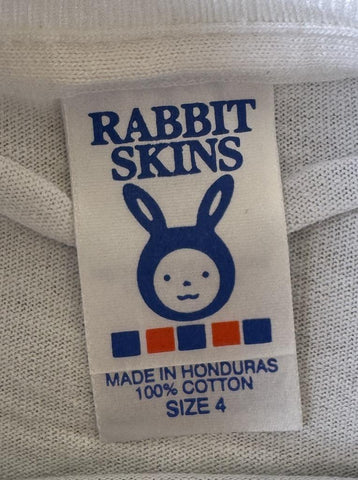 RABBIT
SKINS
MADE IN HONDURAS
100% COTTON
SIZE 4